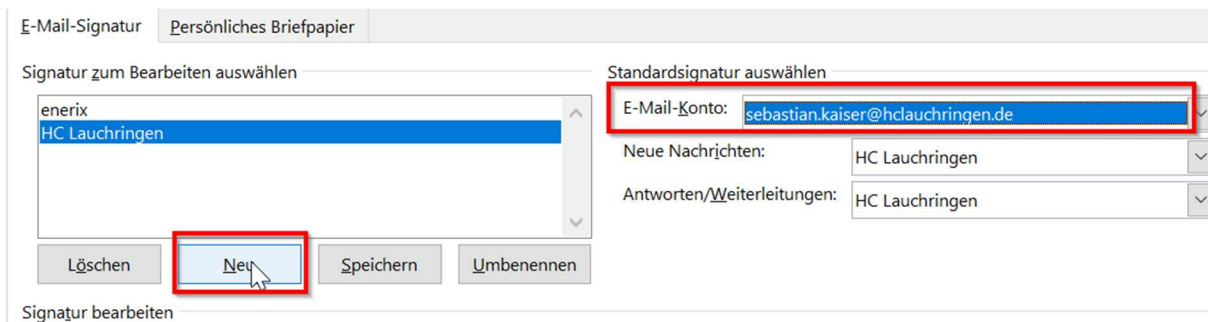 E-Mail-Signatur Persönliches Briefpapier
Signatur zum Bearbeiten auswählen
enerix
HC Lauchringen
Löschen Neu Speichern Umbenennen
Standardsignatur auswählen
E-Mail-Konto: sebastian.kaiser@hclauchringen.de
Neue Nachrichten: HC Lauchringen
Antworten/Weiterleitungen: HC Lauchringen
Signatur bearbeiten